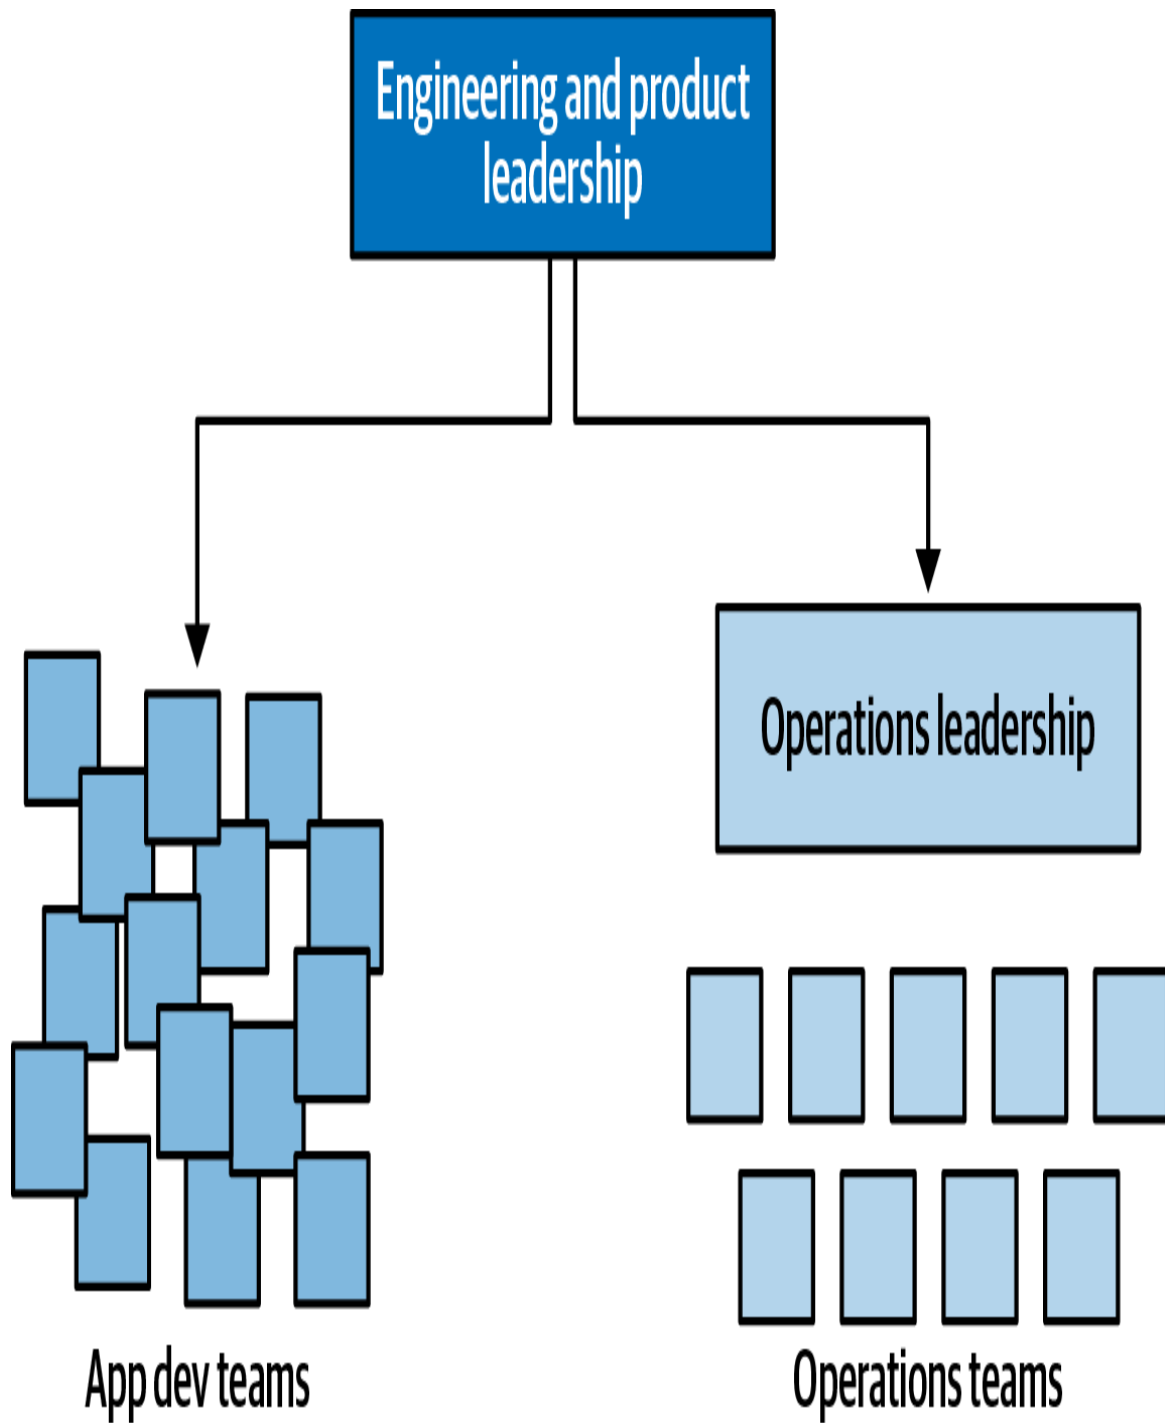 Engineering and product
leadership
Operations leadership
App dev teams
Operations teams